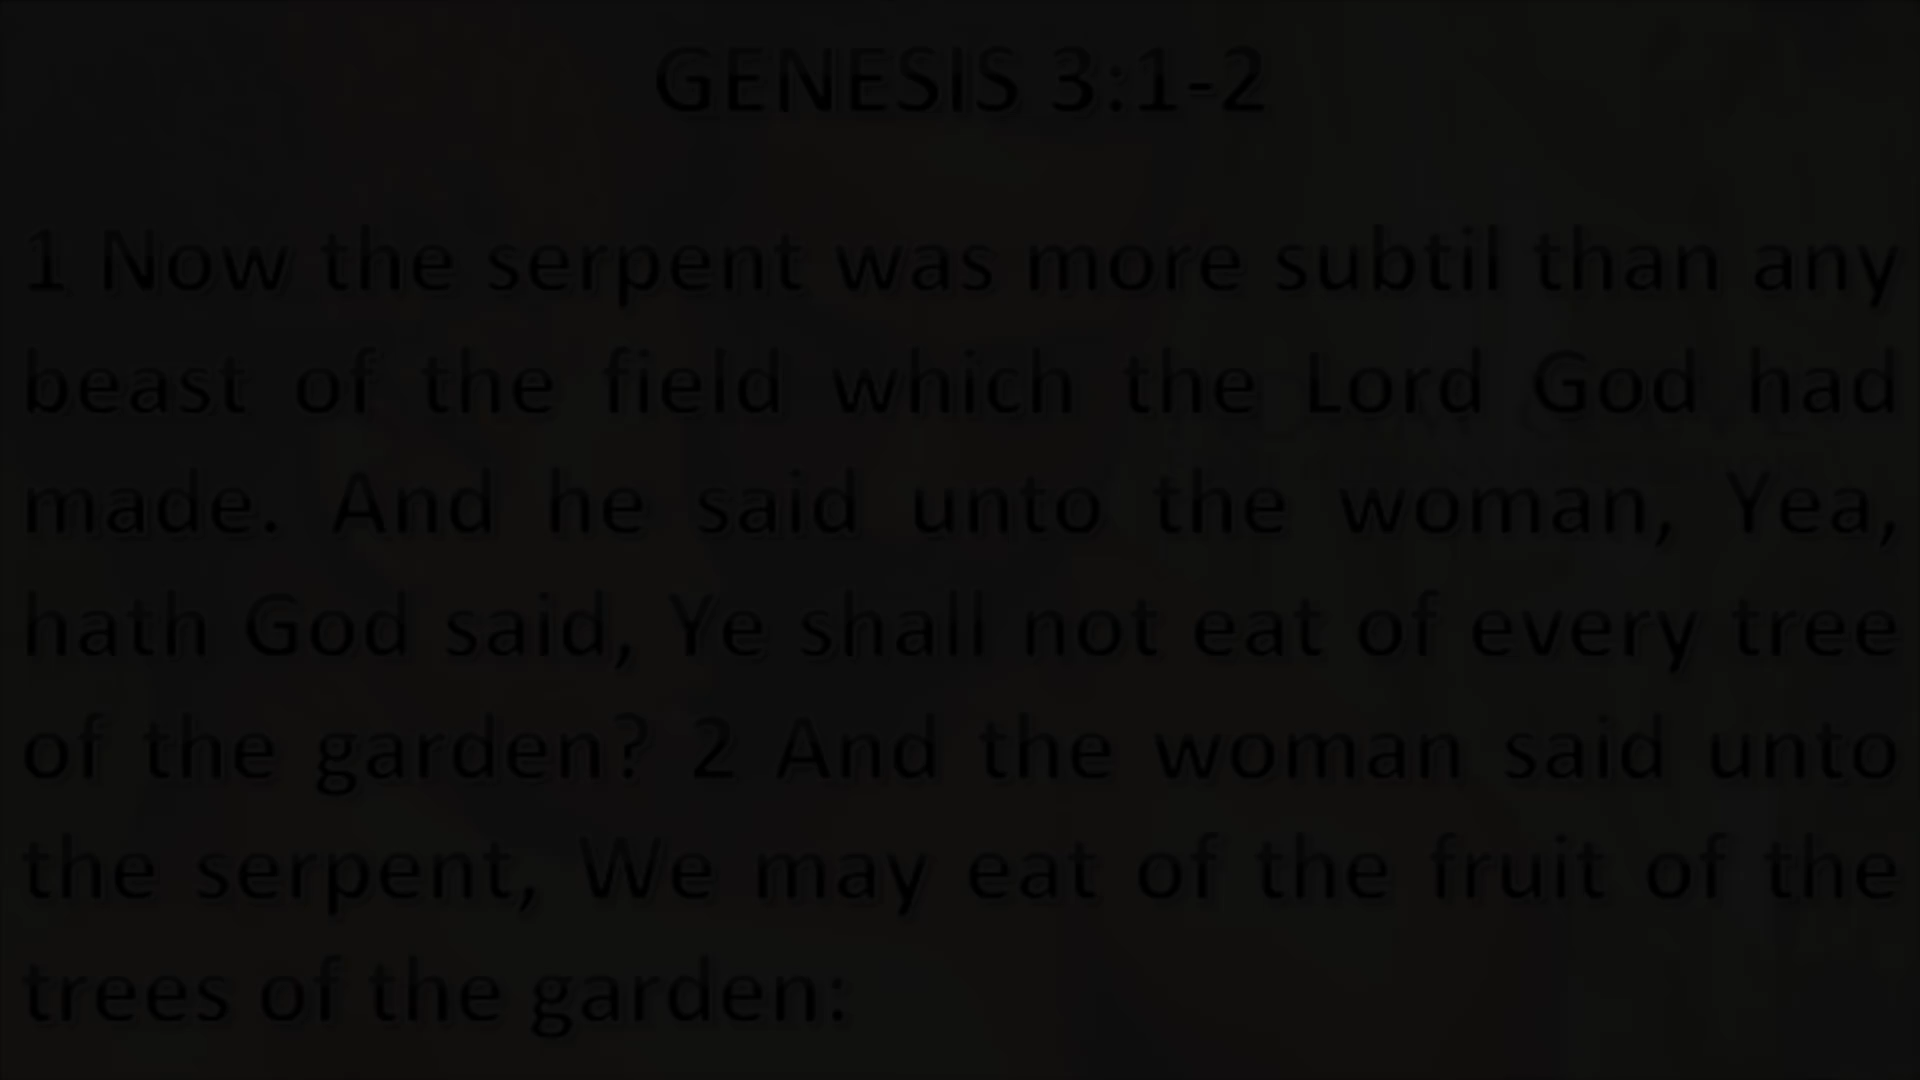 GENESIS 3:1-2
1 Now the serpent was more subtil than any
beast of the field which the Lord God had
made. And he said unto the woman, Yea,
hath God said, Ye shall not eat of every tree
of the garden? 2 And the woman said unto
the serpent, We may eat of the fruit of the
trees of the garden: